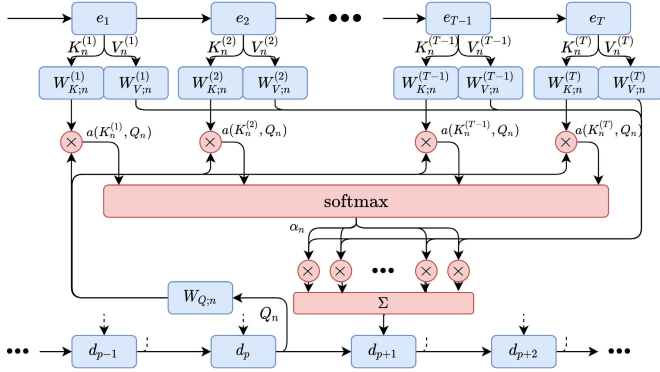 e_1 e_2 ••• e_{T−1} e_T
K_n^{(1)} V_n^{(1)} K_n^{(2)} V_n^{(2)} K_n^{(T−1)} V_n^{(T−1)} K_n^{(T)} V_n^{(T)}
W_{K;n}^{(1)} W_{V;n}^{(1)} W_{K;n}^{(2)} W_{V;n}^{(2)} W_{K;n}^{(T−1)} W_{V;n}^{(T−1)} W_{K;n}^{(T)} W_{V;n}^{(T)}
× a(K_n^{(1)}, Q_n) × a(K_n^{(2)}, Q_n) × a(K_n^{(T−1)}, Q_n) × a(K_n^{(T)}, Q_n)
softmax
α_n
× × ••• × ×
W_{Q;n} Σ
Q_n
••• d_{p−1} d_p d_{p+1} d_{p+2} •••